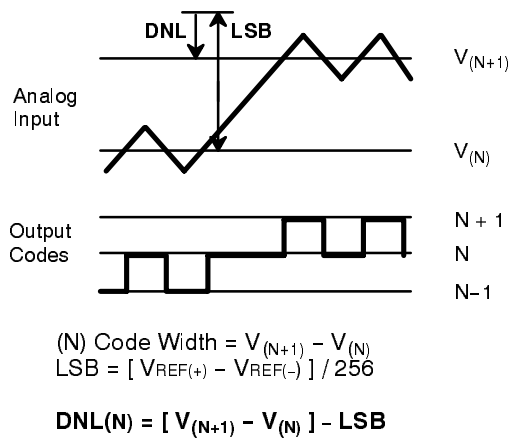 DNL LSB
V(N+1)
Analog
Input
V(N)
N + 1
Output
Codes
N
N–1
(N) Code Width = V(N+1) – V(N)
LSB = [ VREF(+) – VREF(–) ] / 256
DNL(N) = [ V(N+1) – V(N) ] – LSB